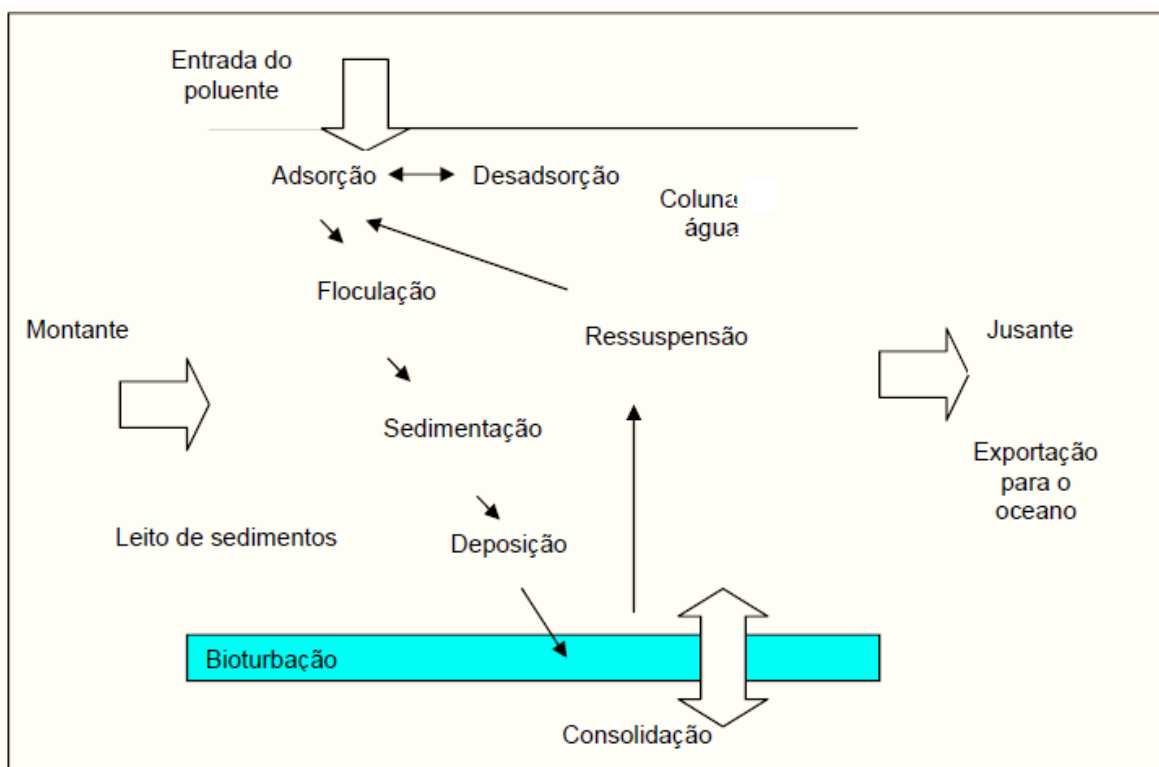 Entrada do
poluente
Adsorção
Desadsorção
Coluna
água
Floculação
Montante
Ressuspensão
Jusante
Sedimentação
Exportação
para o
oceano
Leito de sedimentos
Deposição
Bioturbação
Consolidação